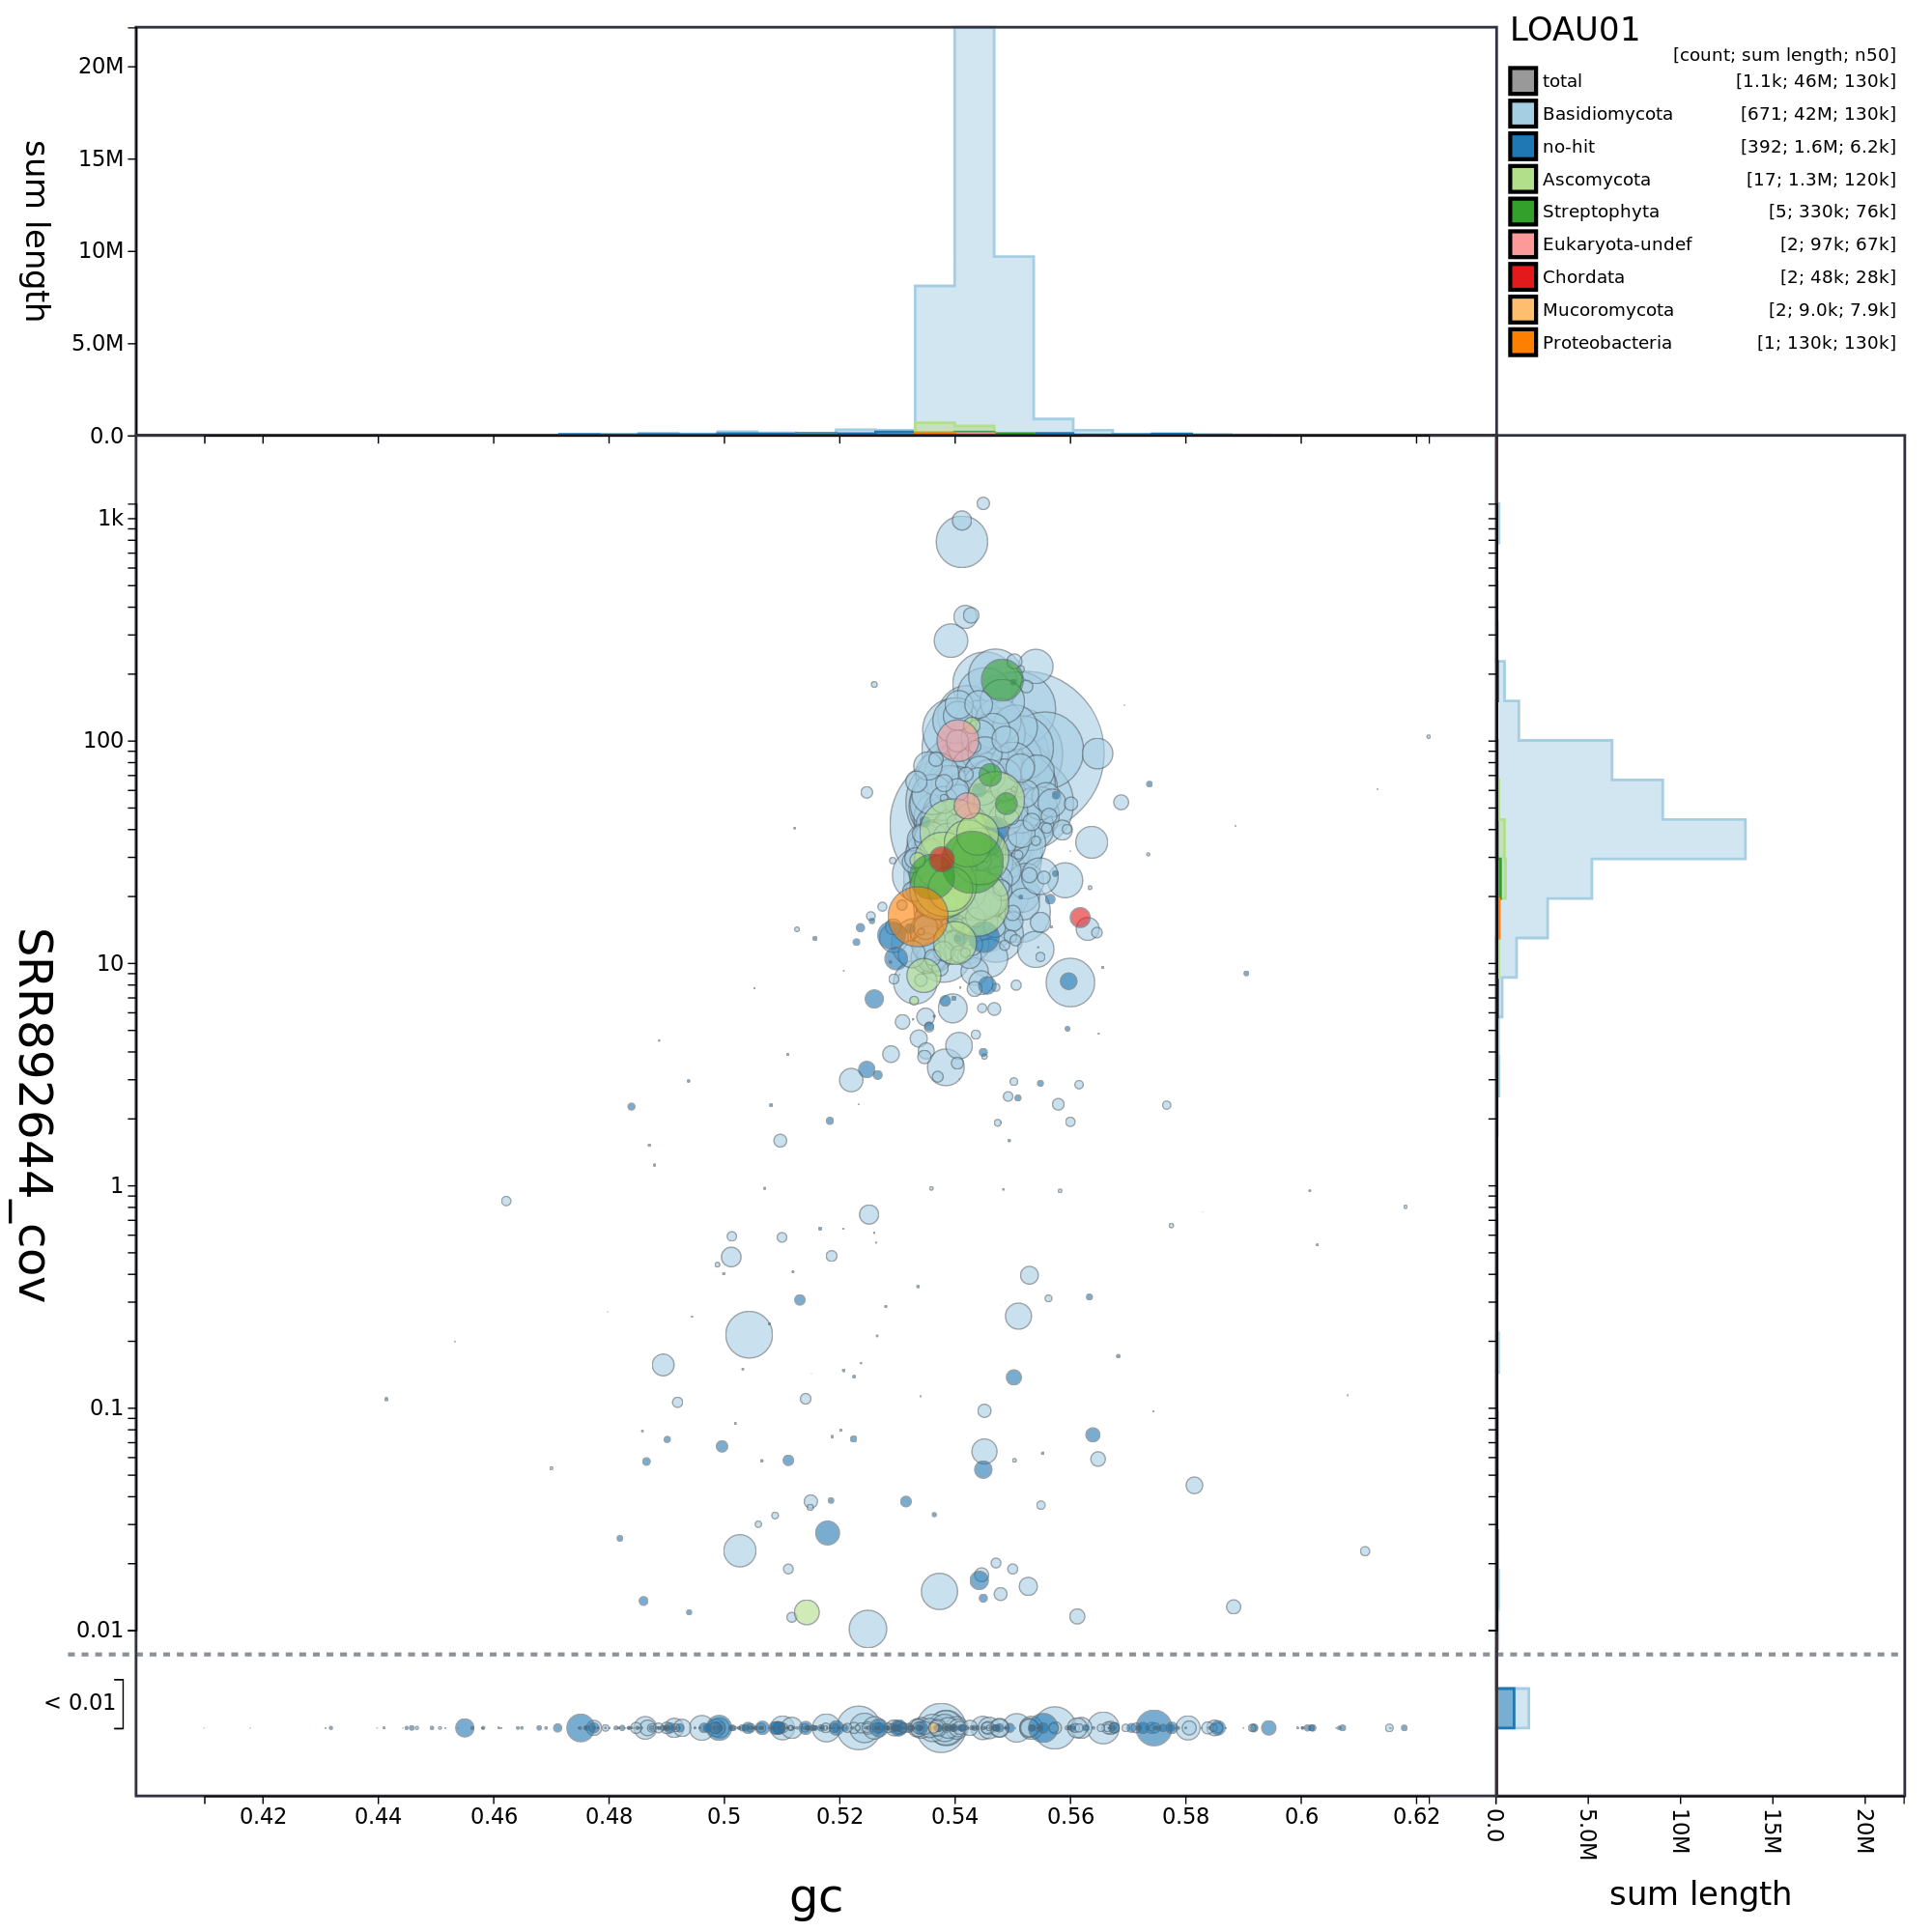 LOAU01
[count; sum length; n50]
total [1.1k; 46M; 130k]
Basidiomycota [671; 42M; 130k]
no-hit [392; 1.6M; 6.2k]
Ascomycota [17; 1.3M; 120k]
Streptophyta [5; 330k; 76k]
Eukaryota-undef [2; 97k; 67k]
Chordata [2; 48k; 28k]
Mucoromycota [2; 9.0k; 7.9k]
Proteobacteria [1; 130k; 130k]
sum length
20M
15M
10M
5.0M
0.0
SRR892644_cov
1k
100
10
1
0.1
0.01
< 0.01
0.42 0.44 0.46 0.48 0.5 0.52 0.54 0.56 0.58 0.6 0.62
gc
0.0 5.0M 10M 15M 20M
sum length